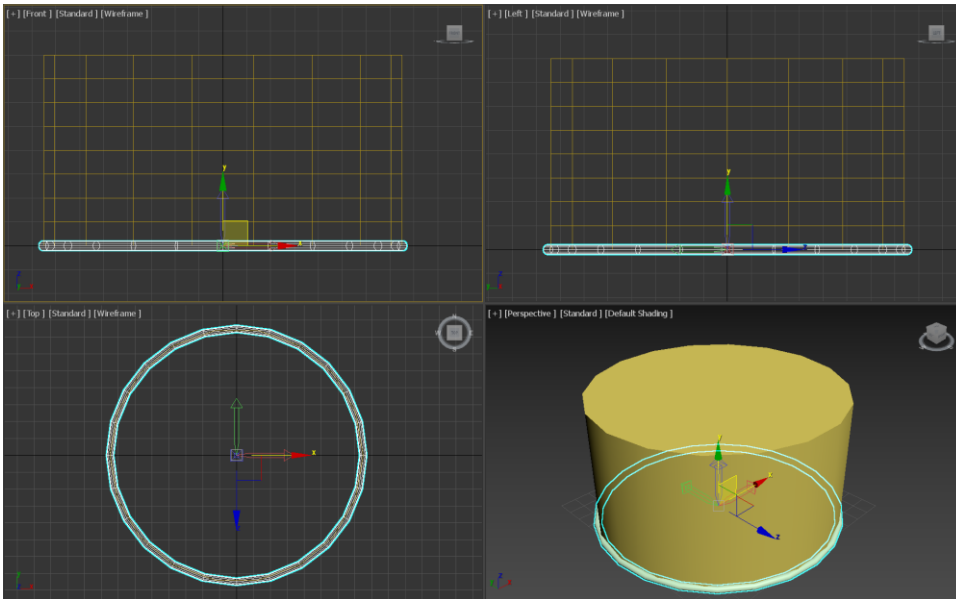 [+] [Front ] [Standard ] [Wireframe ]
[+] [Left ] [Standard ] [Wireframe ]
y
x
y
z
x
z
y
[+] [Top ] [Standard ] [Wireframe ]
[+] [Perspective ] [Standard ] [Default Shading ]
x
y
x
z